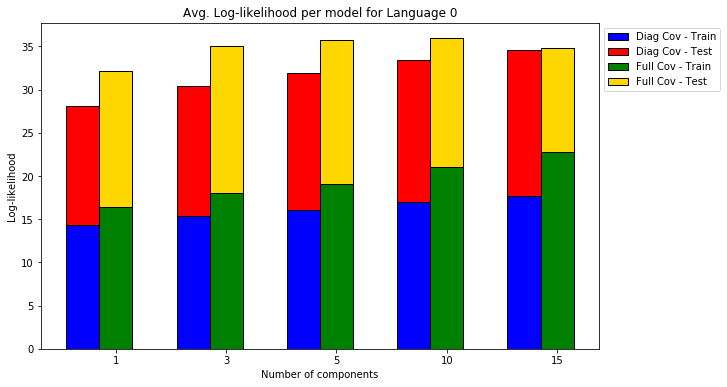 Avg. Log-likelihood per model for Language 0
Diag Cov - Train
Diag Cov - Test
Full Cov - Train
Full Cov - Test
Log-likelihood
35
30
25
20
15
10
5
0
1 3 5 10 15
Number of components